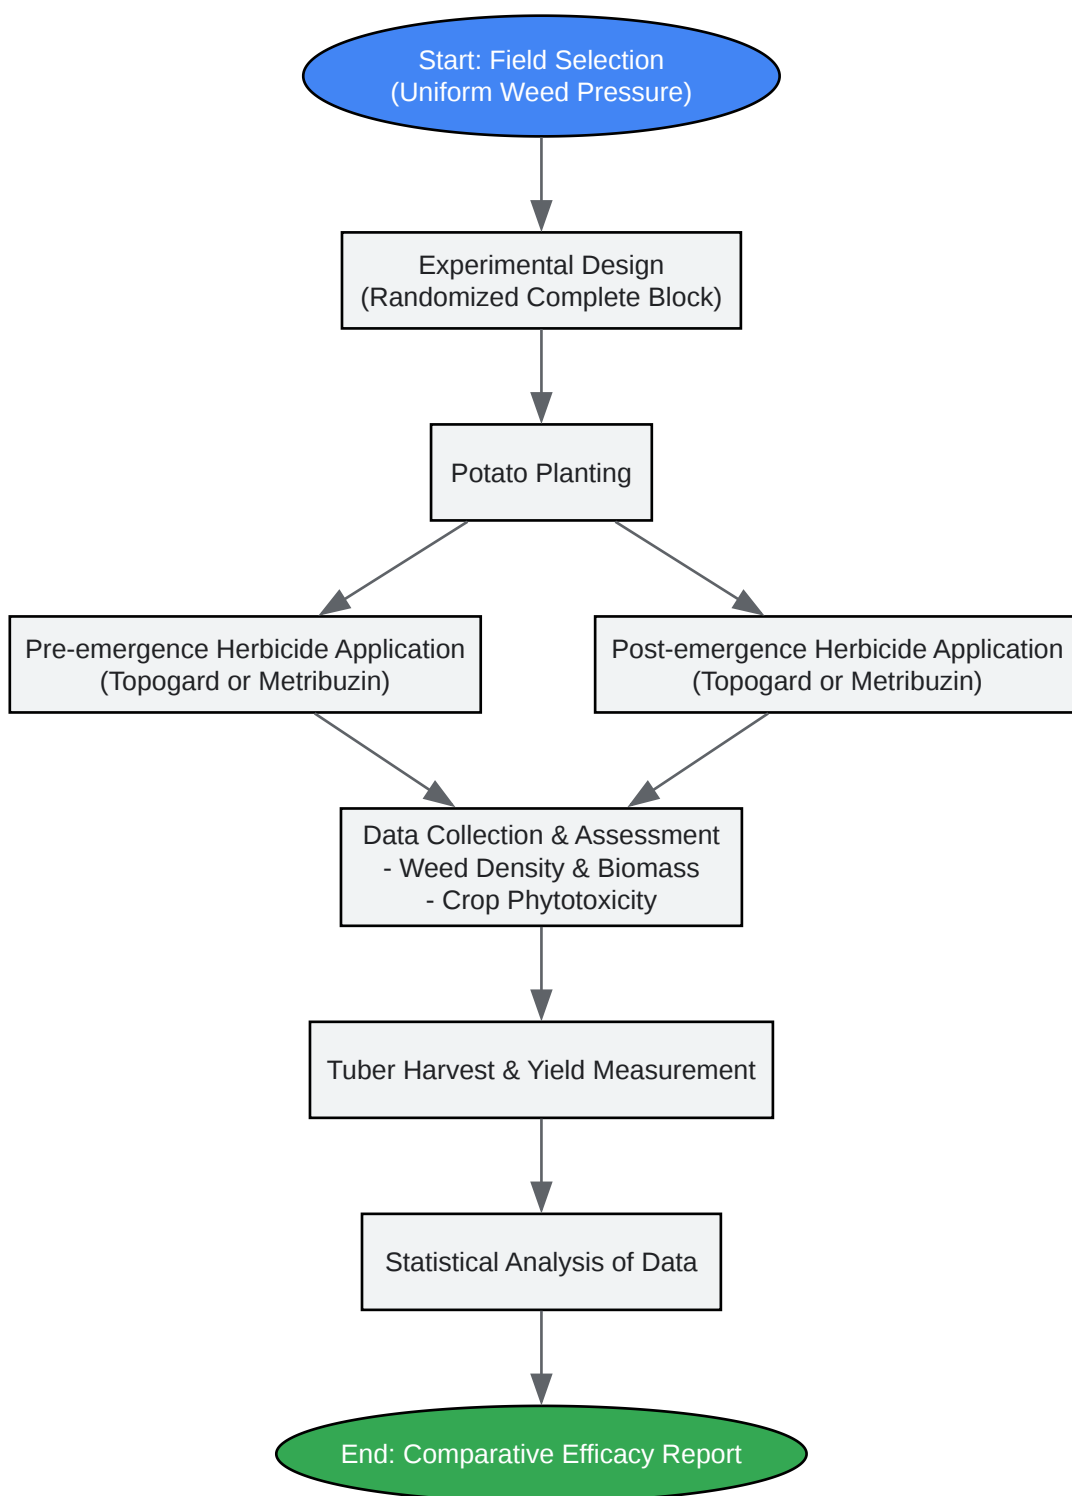 Start: Field Selection
(Uniform Weed Pressure)
Experimental Design
(Randomized Complete Block)
Potato Planting
Pre-emergence Herbicide Application
(Topogard or Metribuzin)
Post-emergence Herbicide Application
(Topogard or Metribuzin)
Data Collection & Assessment
- Weed Density & Biomass
- Crop Phytotoxicity
Tuber Harvest & Yield Measurement
Statistical Analysis of Data
End: Comparative Efficacy Report